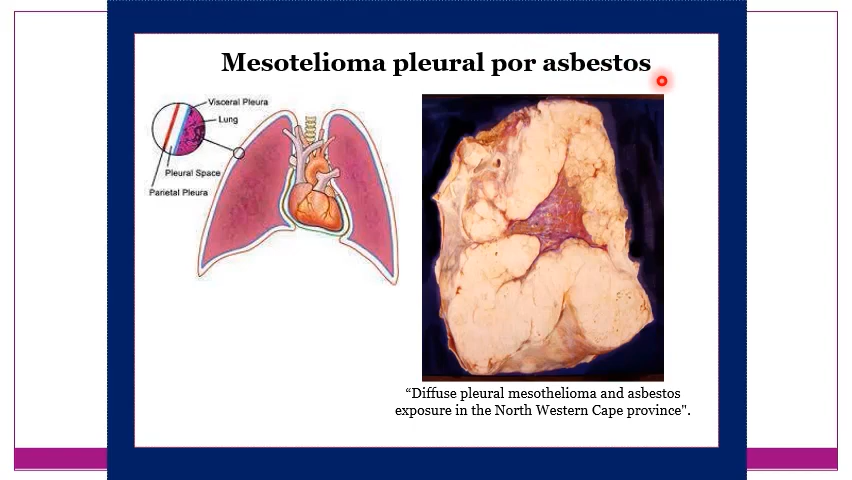 Mesotelioma pleural por asbestos
Visceral Pleura
Lung
Pleural Space
Parietal Pleura
“Diffuse pleural mesothelioma and asbestos
exposure in the North Western Cape province".